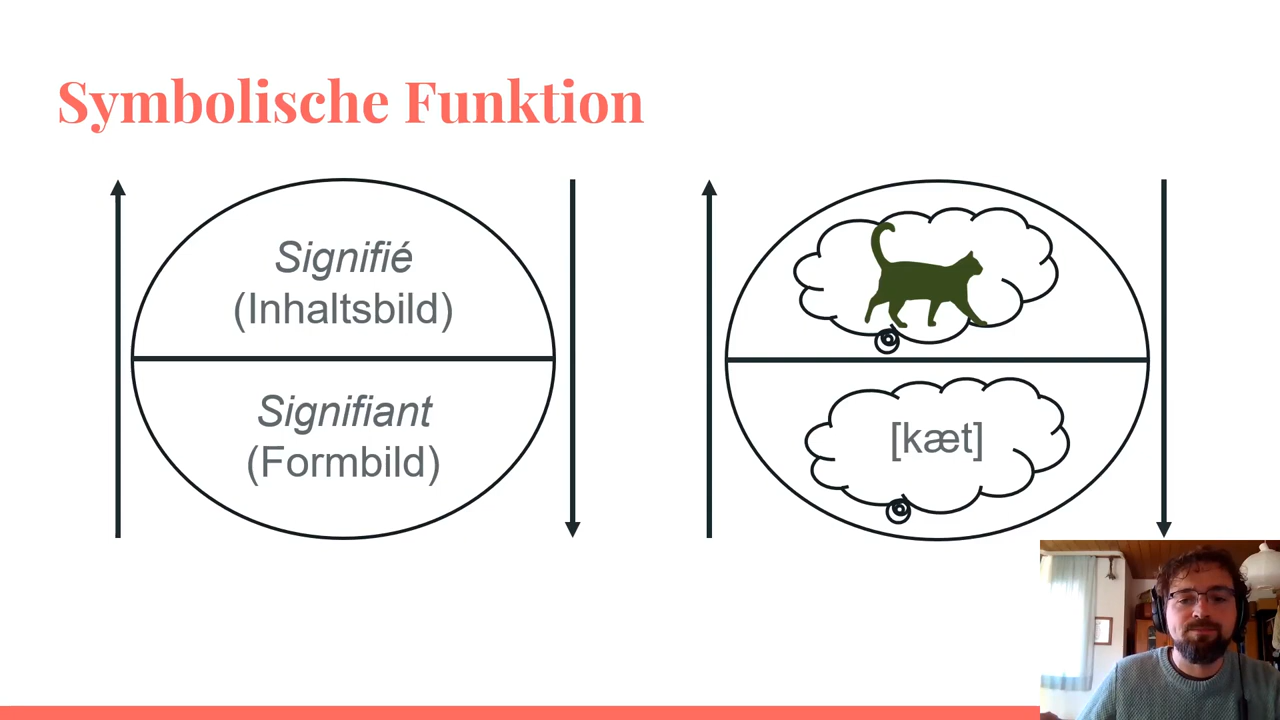 Symbolische Funktion
Signifié
(Inhaltsbild)
Signifiant
(Formbild)
[kæt]